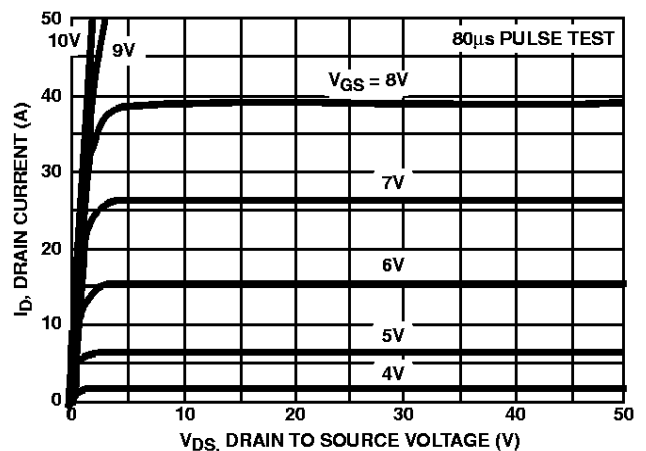 50
10V
9V
80µs PULSE TEST
VGS = 8V
40
30
7V
20
6V
10
5V
4V
0
0
10
20
30
40
50
ID, DRAIN CURRENT (A)
VDS, DRAIN TO SOURCE VOLTAGE (V)